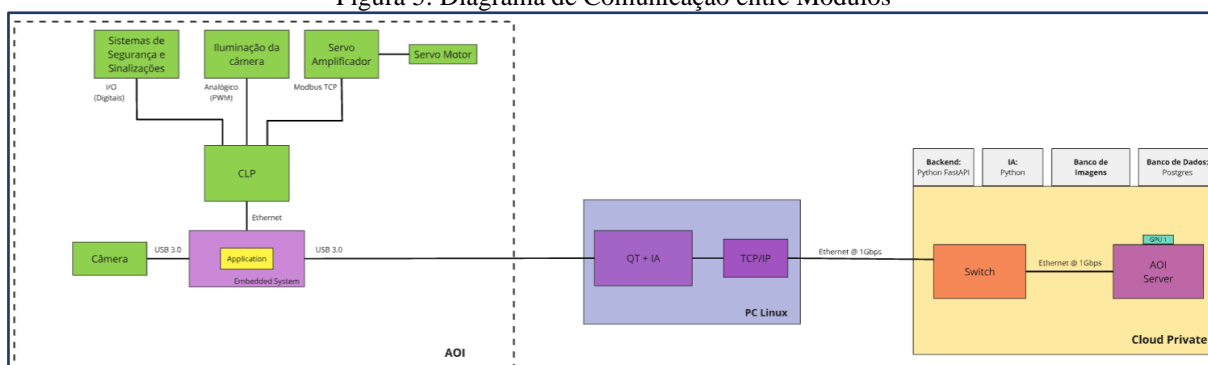 Figura 5: Diagrama de Comunicação entre Módulos
Sistemas de
Segurança e
Sinalizações
Iluminação da
câmera
Servo
Amplificador
Servo Motor
I/O
(Digitais)
Analógico
(PWM)
Modbus TCP
CLP
Ethernet
Câmera
USB 3.0
Application
Embedded System
USB 3.0
AOI
QT + IA
TCP/IP
PC Linux
Ethernet @ 1Gbps
Backend:
Python FastAPI
IA:
Python
Banco de
Imagens
Banco de Dados:
Postgres
Switch
Ethernet @ 1Gbps
GPU 1
AOI
Server
Cloud Private